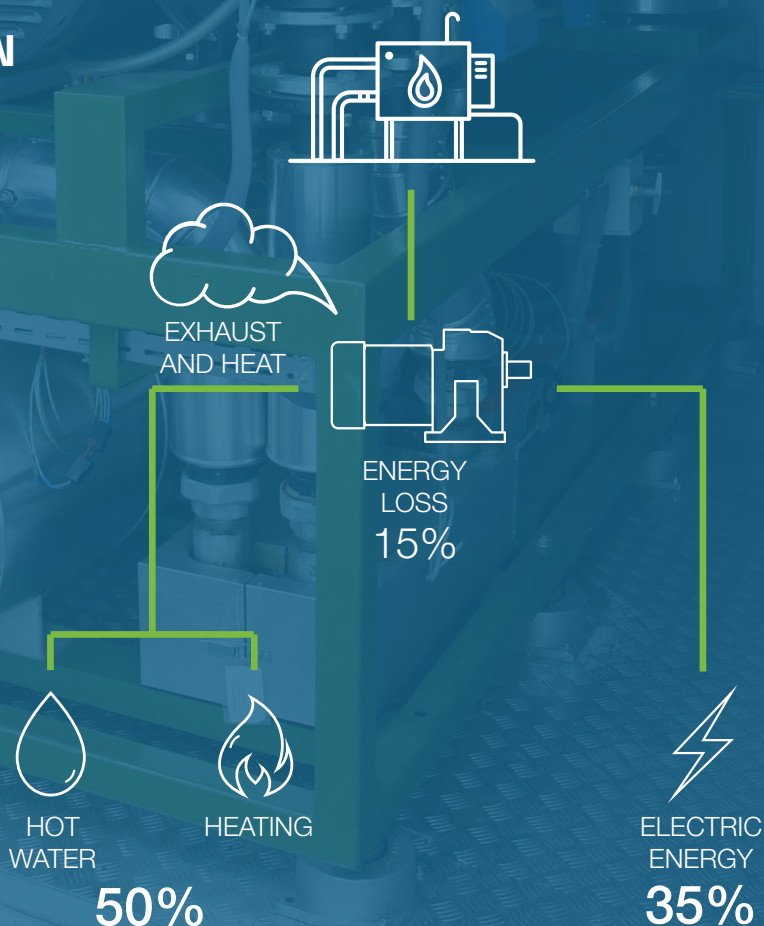 EXHAUST
AND HEAT
ENERGY
LOSS
15%
HOT
WATER
HEATING
50%
ELECTRIC
ENERGY
35%